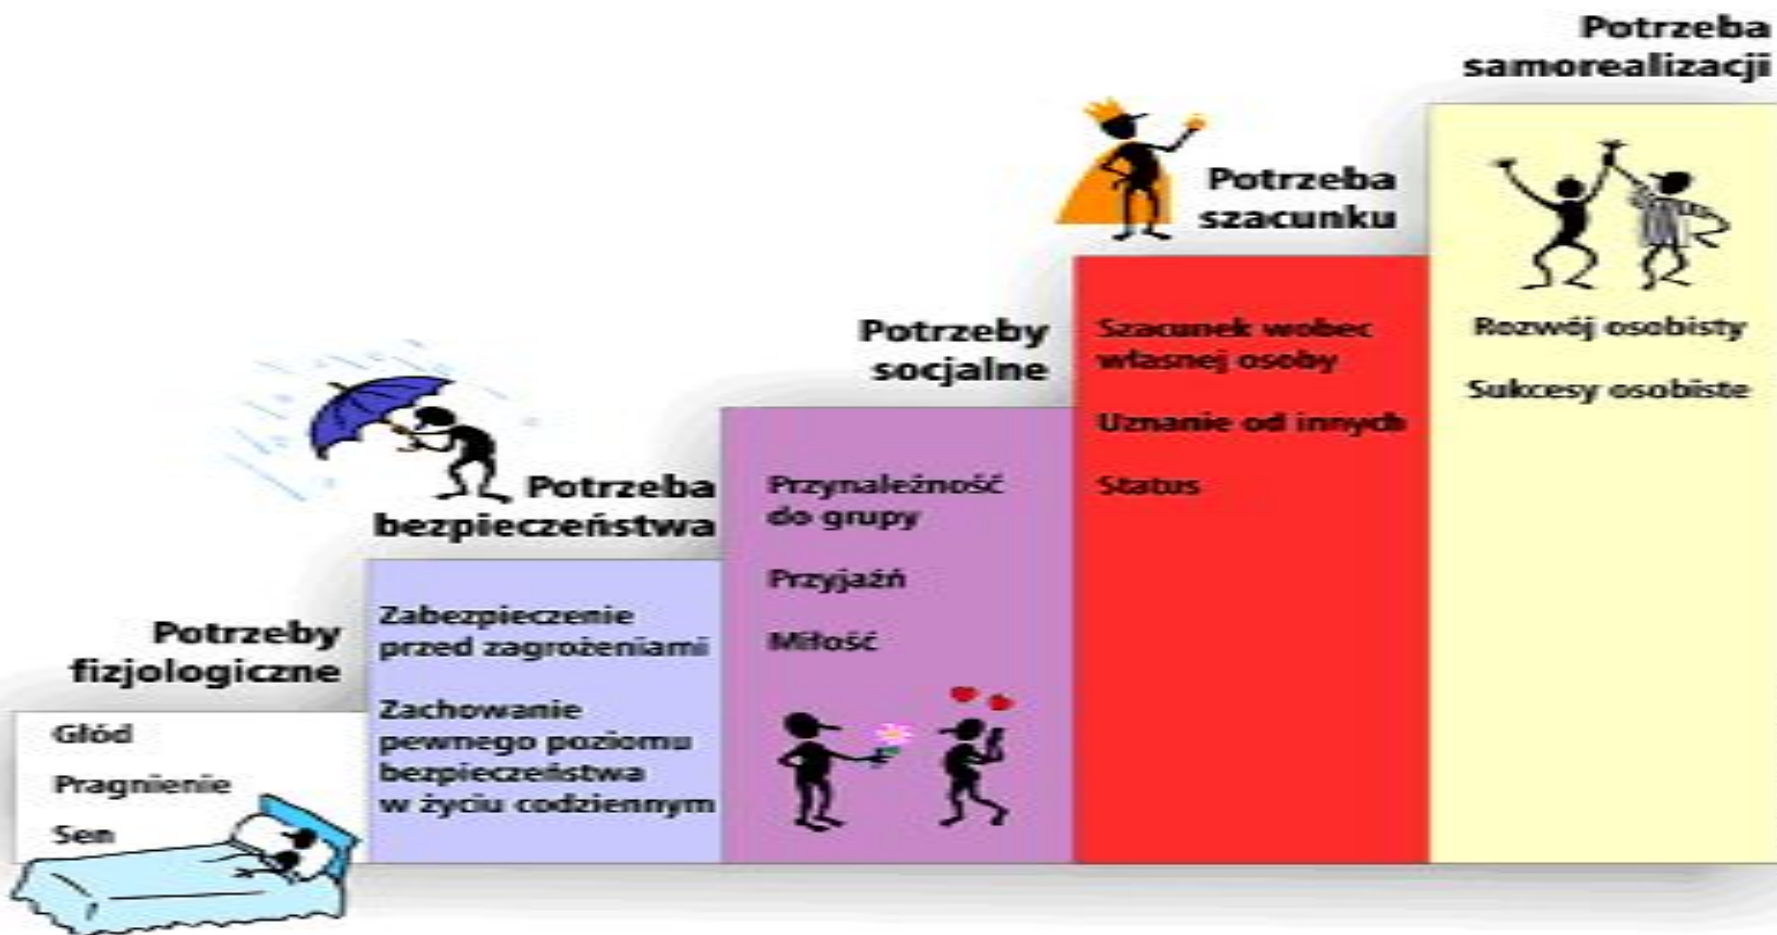 Potrzeby
fizjologiczne
Głód
Pragnienie
Sen
Potrzeba
bezpieczeństwa
Zabezpieczenie
przed zagrożeniami
Zachowanie
pewnego poziomu
bezpieczeństwa
w życiu codziennym
Potrzeby
socjalne
Przynależność
do grupy
Przyjaźń
Miłość
Potrzeba
szacunku
Szacunek wobec
własnej osoby
Uznanie od innych
Status
Potrzeba
samorealizacji
Rozwój osobisty
Sukcesy osobiste